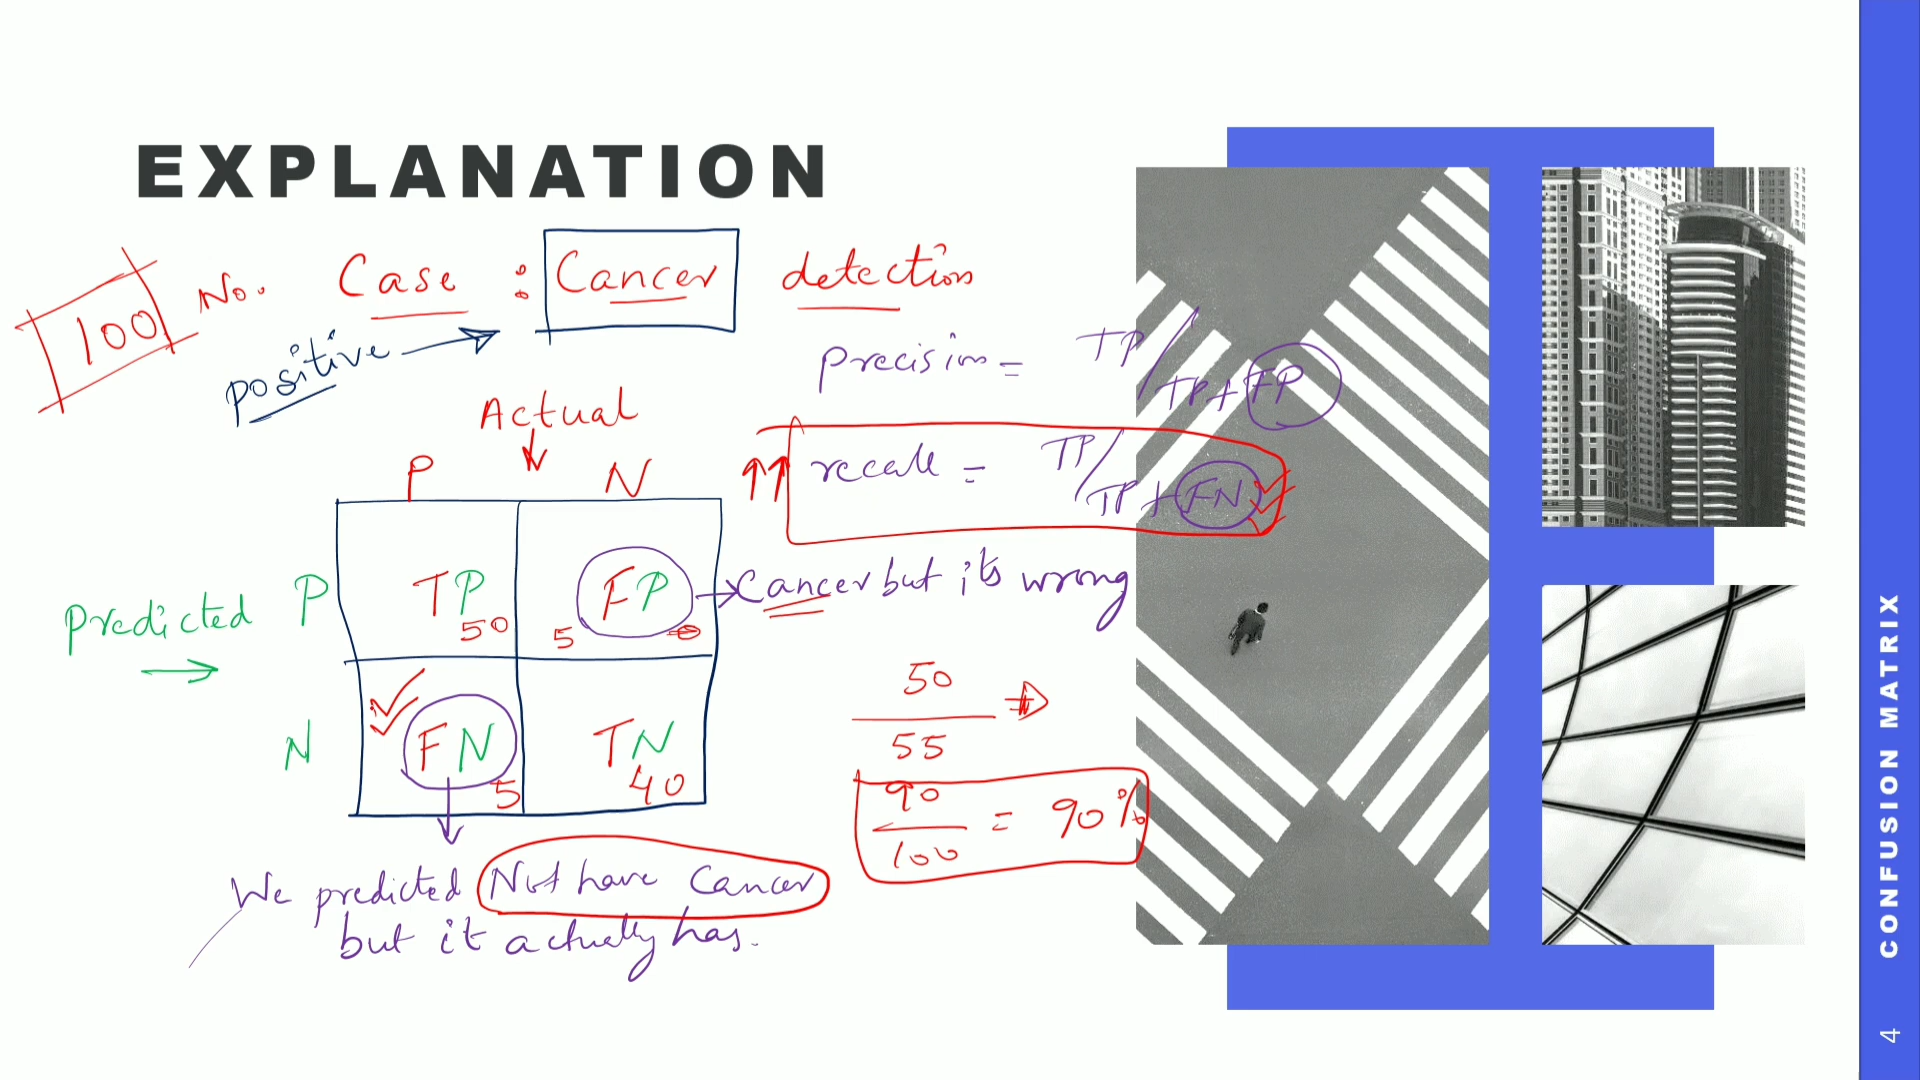 EXPLANATION
100 No. Case : Cancer detection
positive
precision = TP/TP+FP
Actual
P N
recall = TP/TP+FN
Predicted P TP 50 5 FP Cancer but its wrong
N FN 5 TN 40
50
55
90
100 = 90%
We predicted Not have Cancer
but it actually has.
CONFUSION MATRIX
4